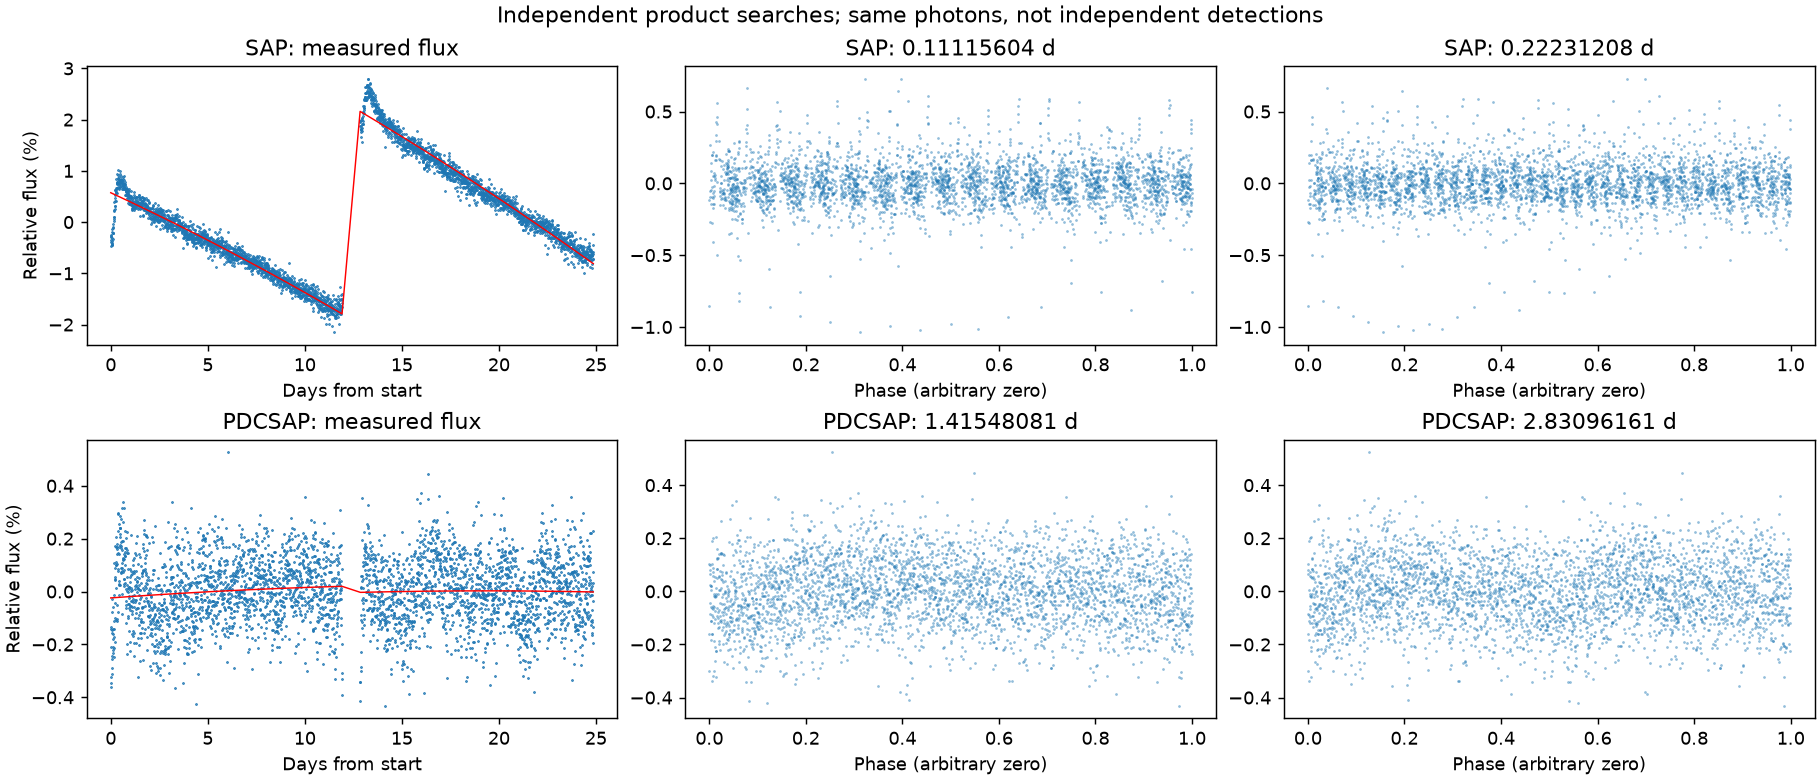 Independent product searches; same photons, not independent detections
SAP: measured flux
SAP: 0.11115604 d
SAP: 0.22231208 d
Relative flux (%)
3
2
1
0
−1
−2
0.5
0.0
−0.5
−1.0
0.5
0.0
−0.5
−1.0
0 5 10 15 20 25
0.0 0.2 0.4 0.6 0.8 1.0
0.0 0.2 0.4 0.6 0.8 1.0
Days from start
Phase (arbitrary zero)
Phase (arbitrary zero)
PDCSAP: measured flux
PDCSAP: 1.41548081 d
PDCSAP: 2.83096161 d
Relative flux (%)
0.4
0.2
0.0
−0.2
−0.4
0.4
0.2
0.0
−0.2
−0.4
0.4
0.2
0.0
−0.2
−0.4
0 5 10 15 20 25
0.0 0.2 0.4 0.6 0.8 1.0
0.0 0.2 0.4 0.6 0.8 1.0
Days from start
Phase (arbitrary zero)
Phase (arbitrary zero)